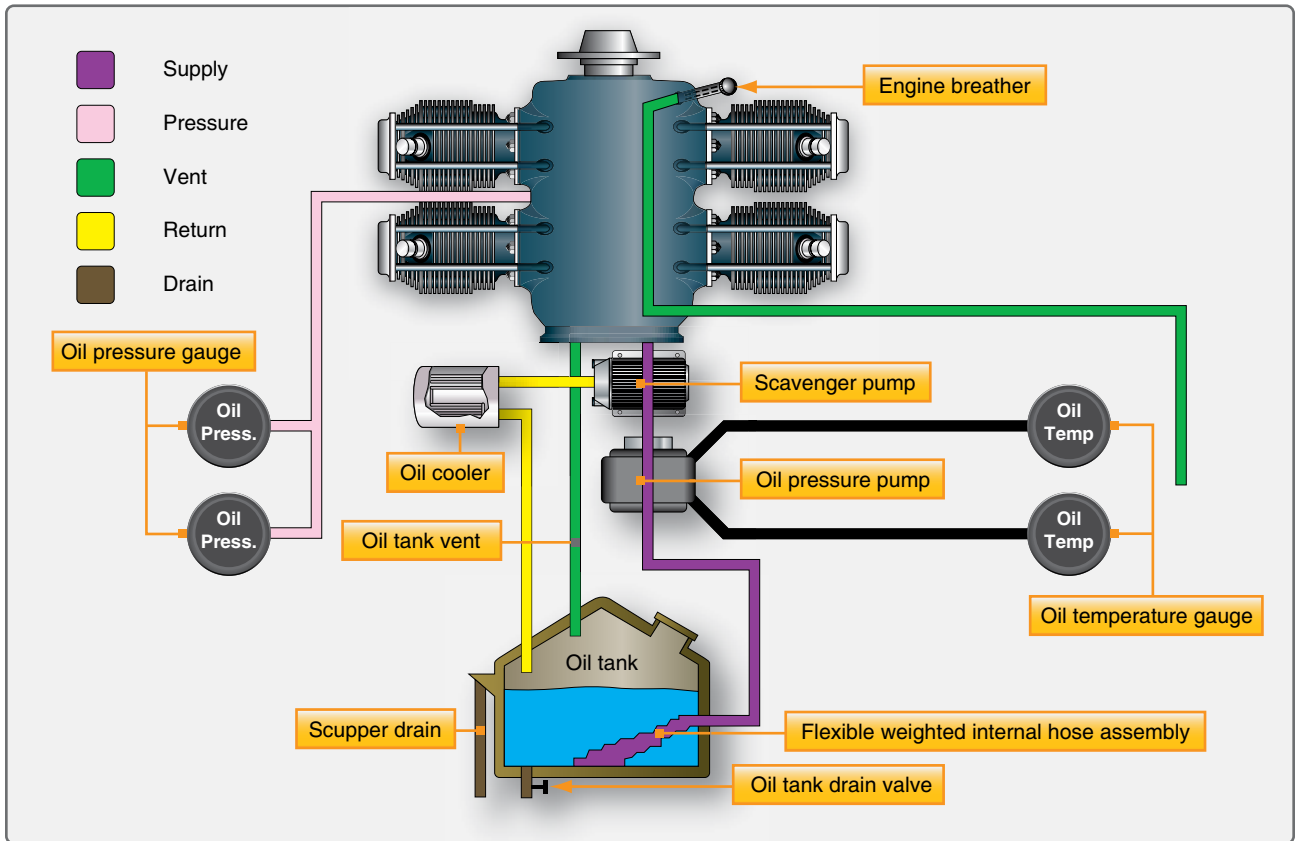 Supply
Pressure
Vent
Return
Drain
Engine breather
Oil pressure gauge
Oil
Press.
Oil
Press.
Scavenger pump
Oil cooler
Oil pressure pump
Oil
Temp
Oil
Temp
Oil tank vent
Oil temperature gauge
Oil tank
Scupper drain
Flexible weighted internal hose assembly
Oil tank drain valve